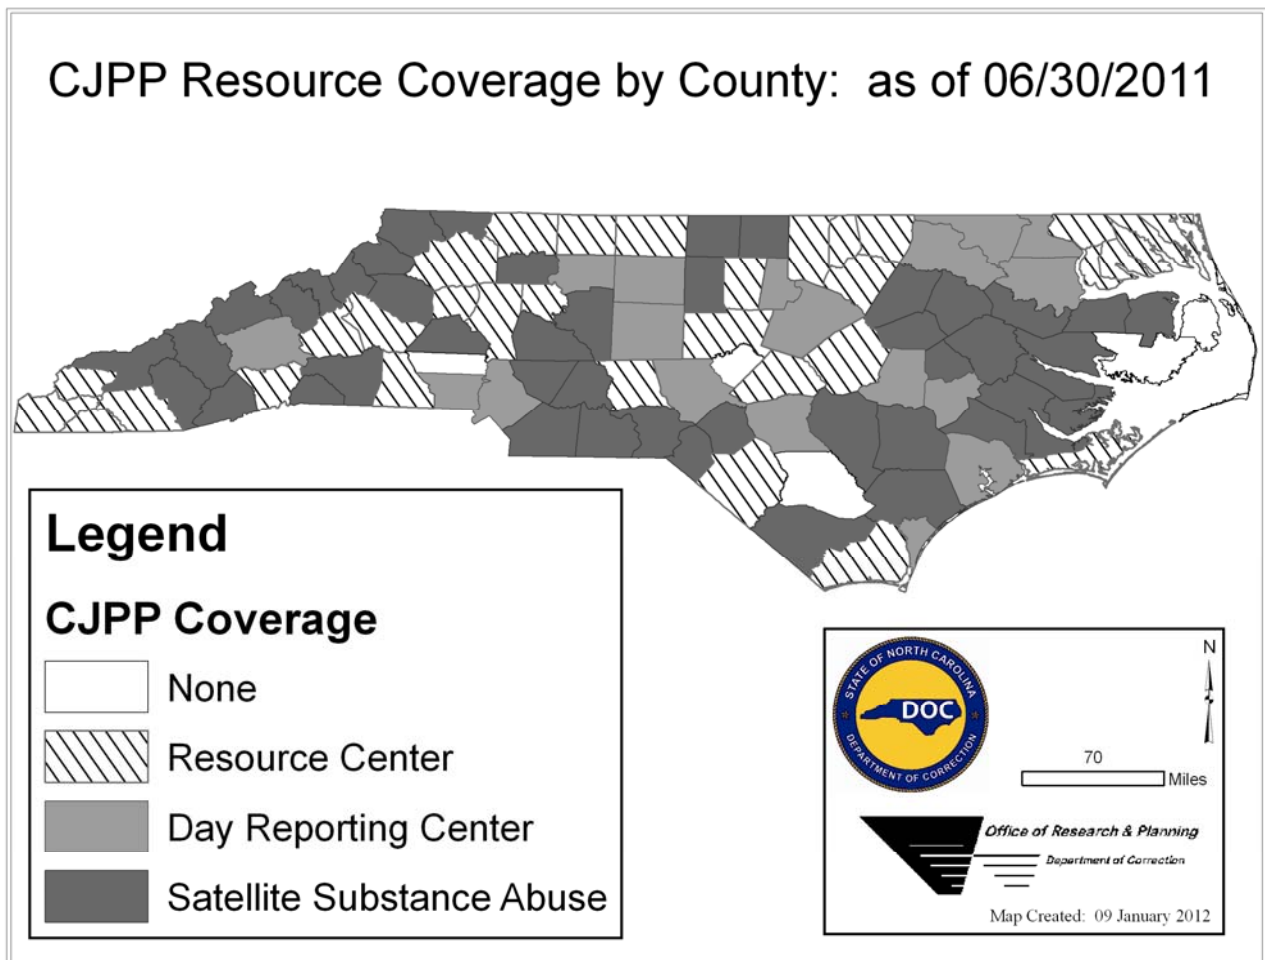 CJPP Resource Coverage by County:  as of 06/30/2011
Legend
CJPP Coverage
None
Resource Center
Day Reporting Center
Satellite Substance Abuse
STATE OF NORTH CAROLINA
DOC
DEPARTMENT OF CORRECTION
N
70
Miles
Office of Research & Planning
Department of Correction
Map Created:  09 January 2012